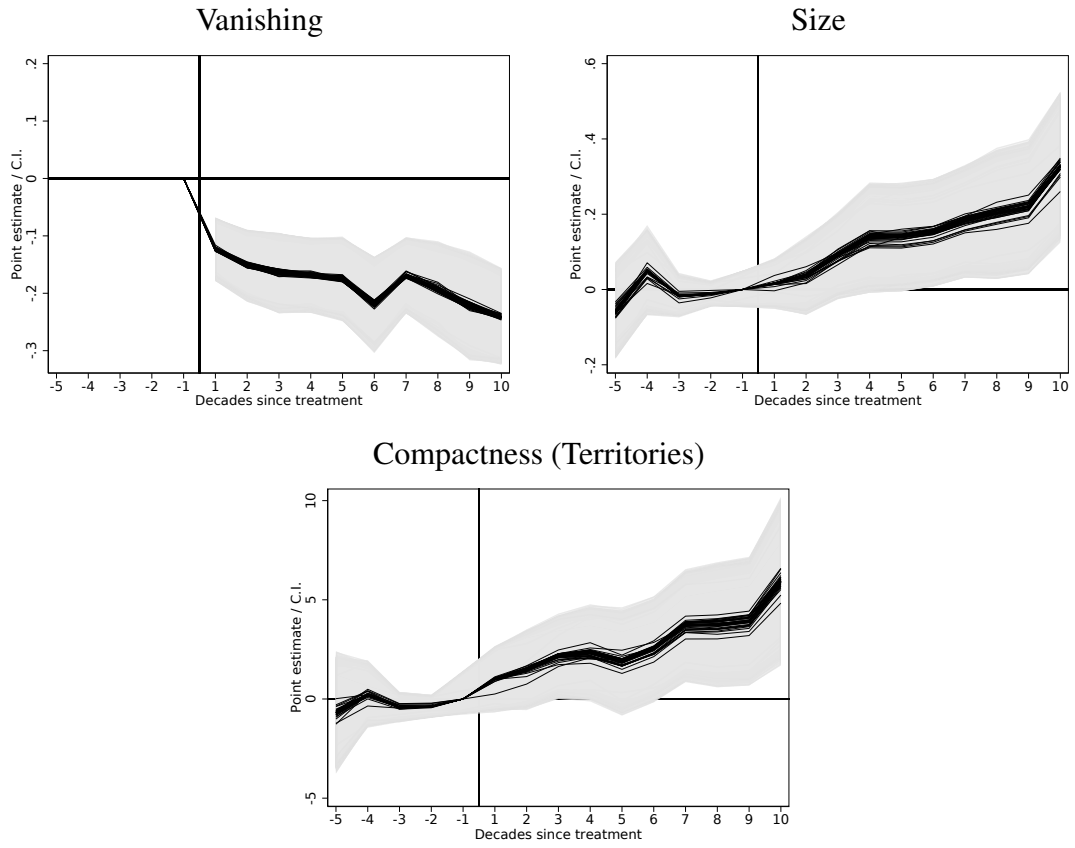 Vanishing
Size
Point estimate / C.I.
.2
.1
0
-.1
-.2
-.3
-5 -4 -3 -2 -1 1 2 3 4 5 6 7 8 9 10
Decades since treatment
Point estimate / C.I.
.6
.4
.2
0
-.2
-5 -4 -3 -2 -1 1 2 3 4 5 6 7 8 9 10
Decades since treatment
Compactness (Territories)
Point estimate / C.I.
10
5
0
-5
-5 -4 -3 -2 -1 1 2 3 4 5 6 7 8 9 10
Decades since treatment